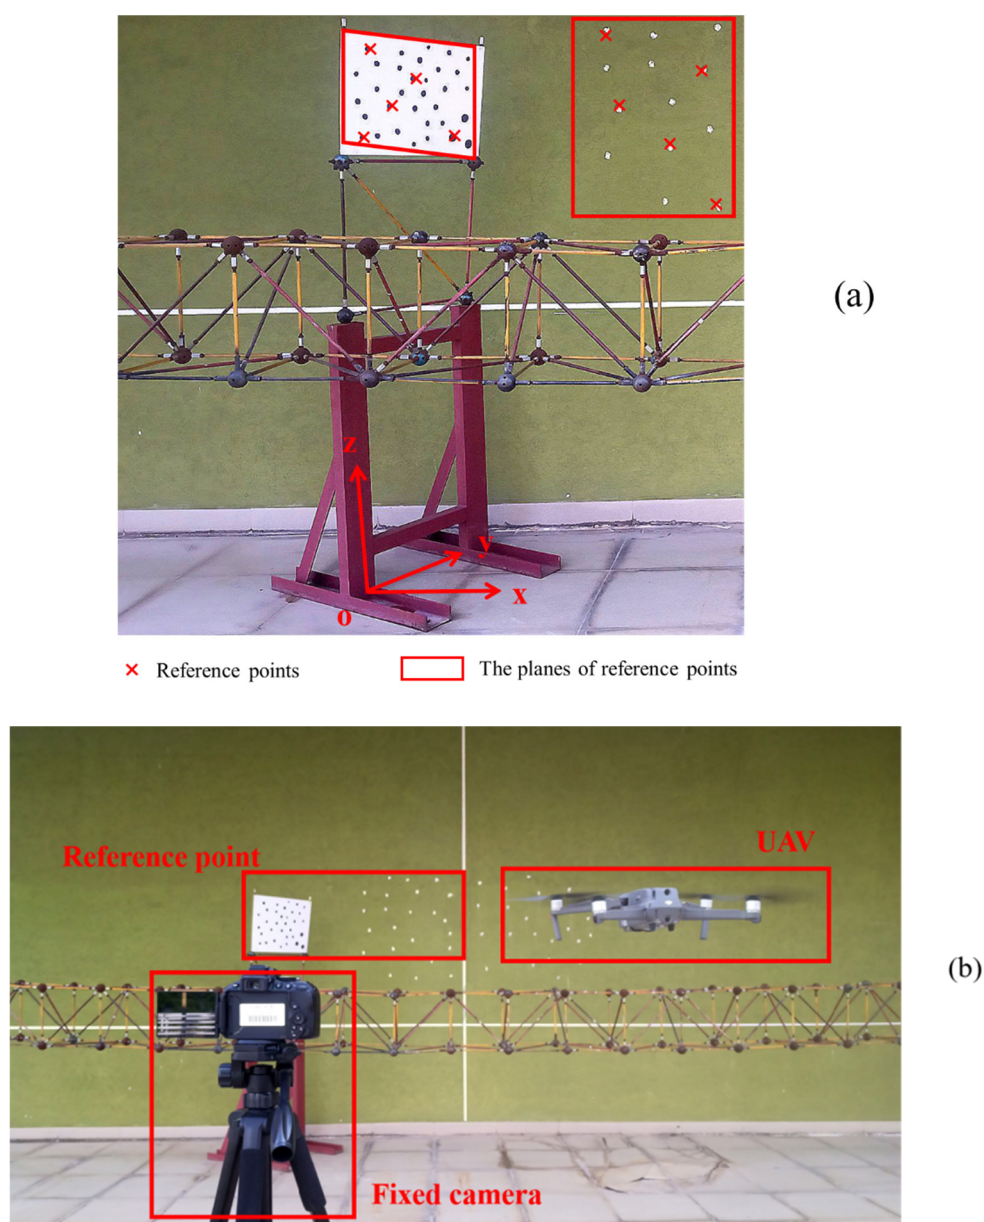 (a)
z
y
x
o
Reference points
The planes of reference points
UAV
Reference point
(b)
Fixed camera